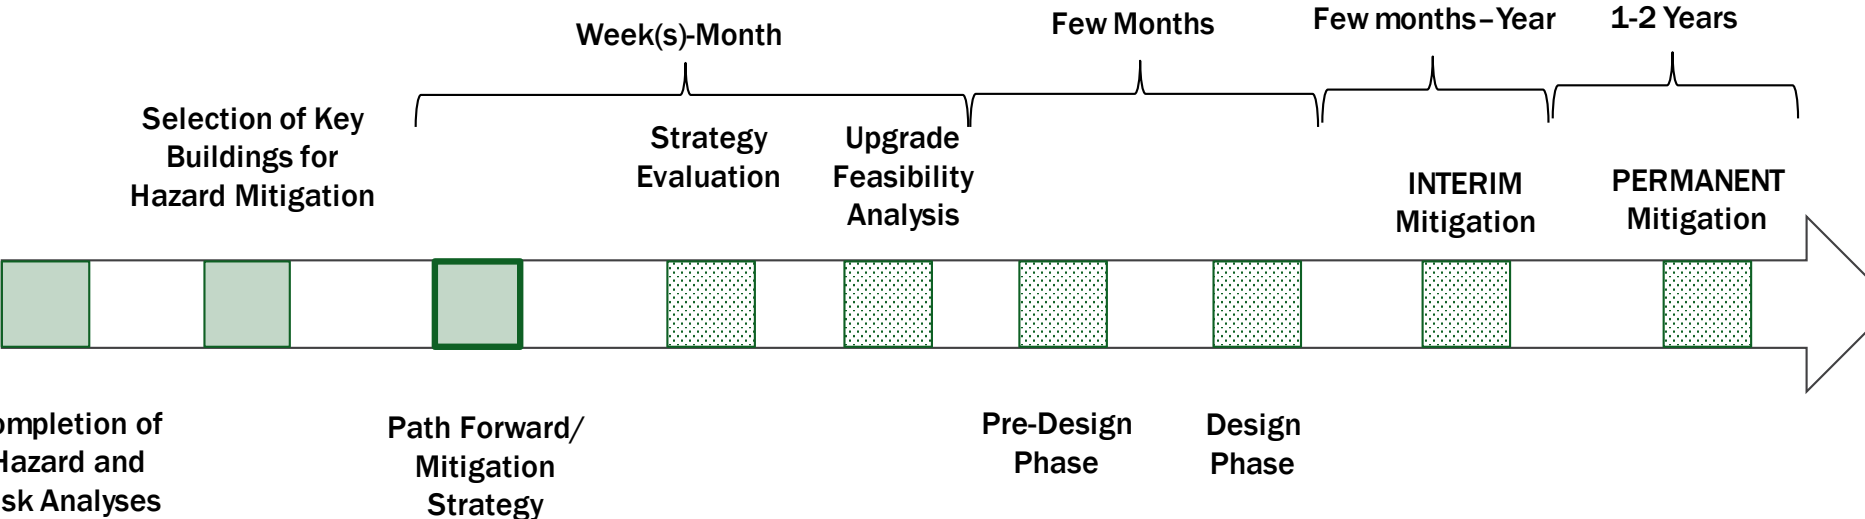 Week(s)-Month
Few Months
Few months–Year
1-2 Years
Selection of Key
Buildings for
Hazard Mitigation
Strategy
Evaluation
Upgrade
Feasibility
Analysis
INTERIM
Mitigation
PERMANENT
Mitigation
ompletion of
Hazard and
sk Analyses
Path Forward/
Mitigation
Strategy
Pre-Design
Phase
Design
Phase